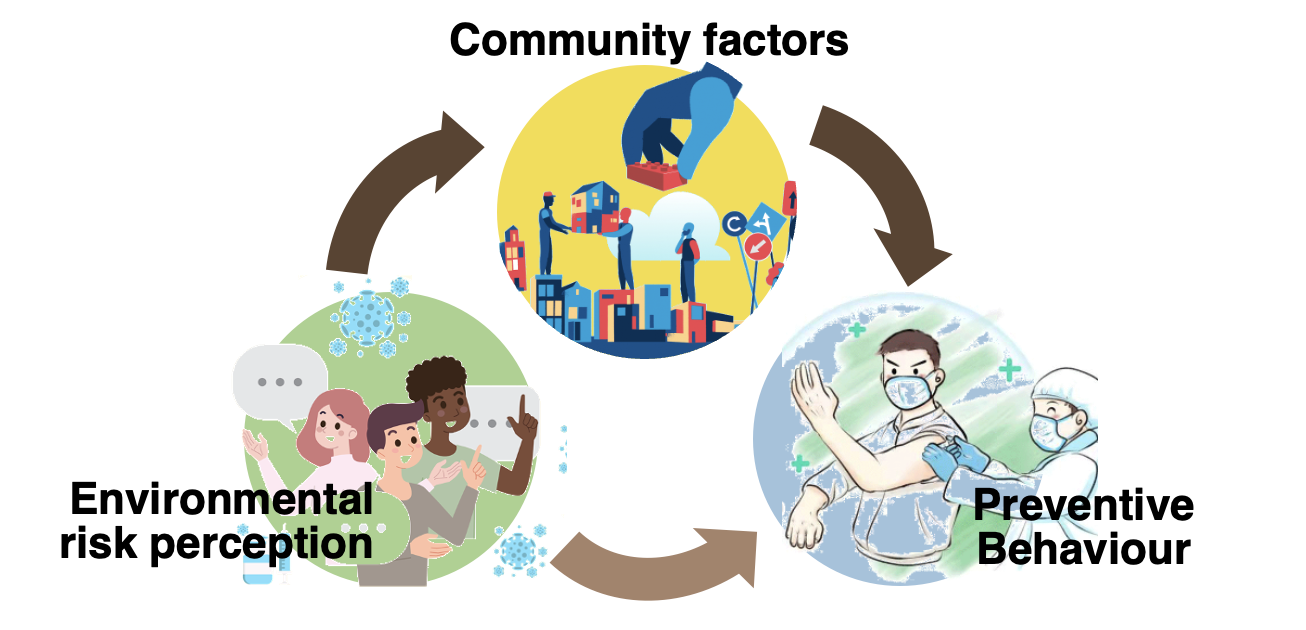 Community factors
C
Environmental
risk perception
Preventive
Behaviour